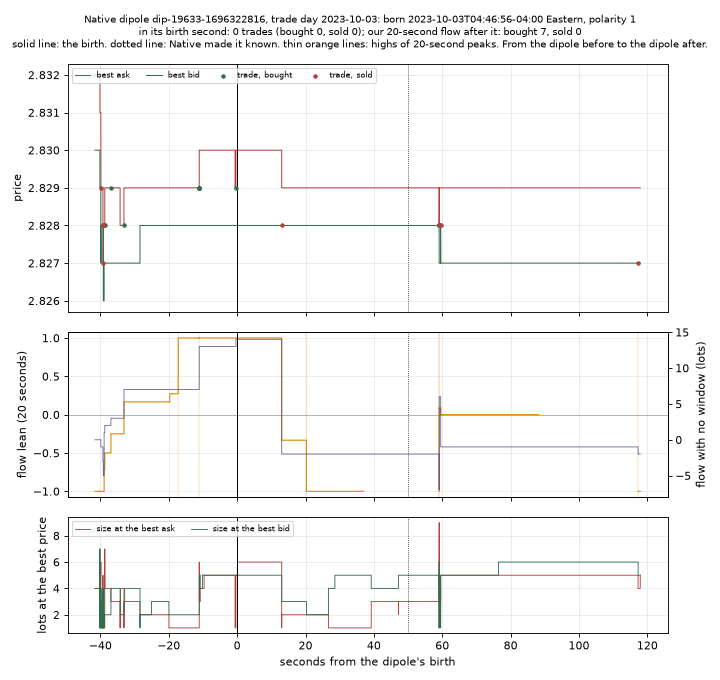 Native dipole dip-19633-1696322816, trade day 2023-10-03: born 2023-10-03T04:46:56-04:00 Eastern, polarity 1
in its birth second: 0 trades (bought 0, sold 0); our 20-second flow after it: bought 7, sold 0
solid line: the birth. dotted line: Native made it known. thin orange lines: highs of 20-second peaks. From the dipole before to the dipole after.
best ask best bid trade, bought trade, sold
price
2.832
2.831
2.830
2.829
2.828
2.827
2.826
flow lean (20 seconds)
1.0
0.5
0.0
−0.5
−1.0
15
10
5
0
−5
flow with no window (lots)
size at the best ask size at the best bid
lots at the best price
8
6
4
2
−40 −20 0 20 40 60 80 100 120
seconds from the dipole's birth